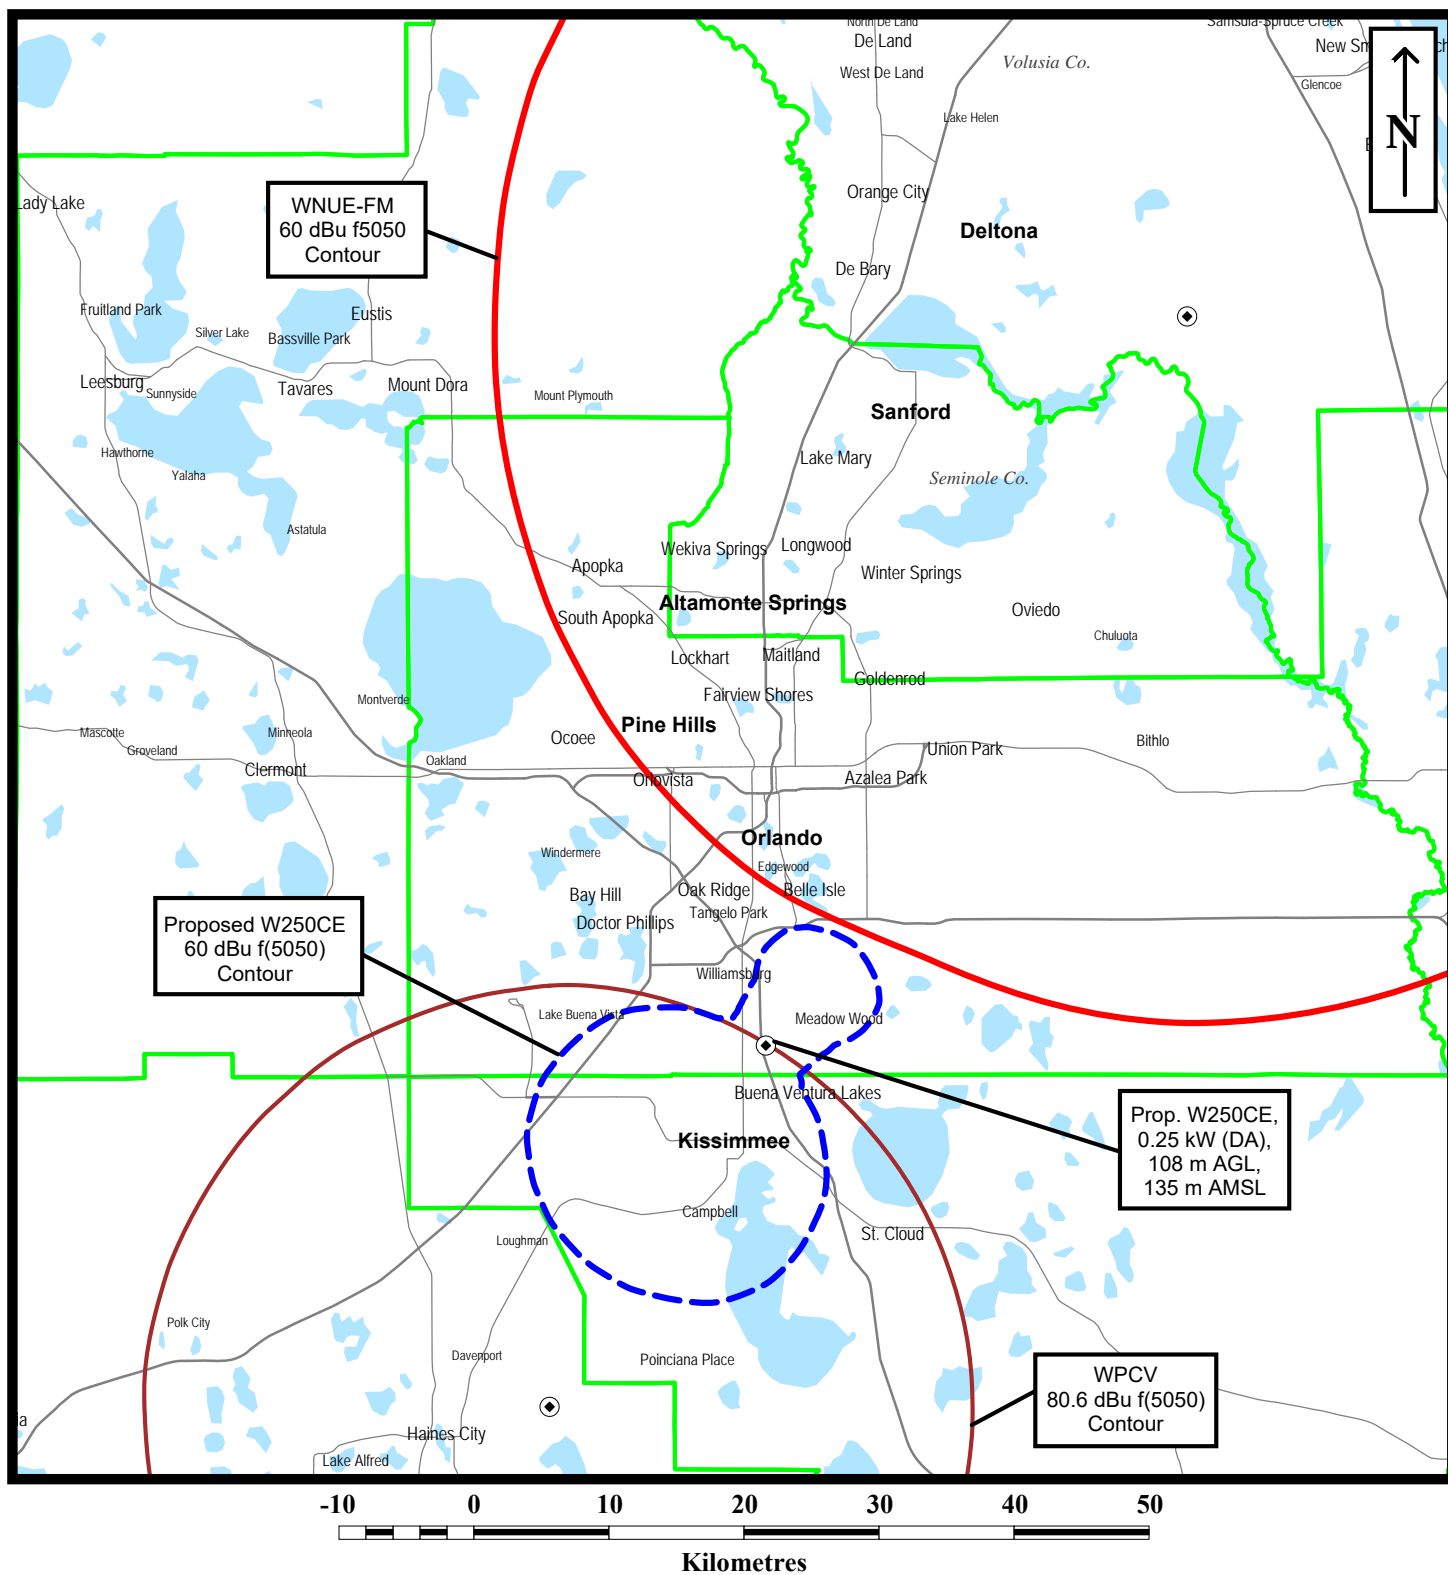 North De Land
De Land
West De Land
Volusia Co.
Samsula-Spruce Creek
Glencoe
N
Lake Helen
Orange City
Lady Lake
WNUE-FM
60 dBu f5050
Contour
Deltona
De Bary
Fruitland Park
Eustis
Silver Lake
Bassville Park
Leesburg
Sunnyside
Tavares
Mount Dora
Mount Plymouth
Sanford
Hawthorne
Yalaha
Lake Mary
Seminole Co.
Astatula
Wekiva Springs
Longwood
Apopka
Winter Springs
Altamonte Springs
South Apopka
Oviedo
Chuluota
Lockhart
Maitland
Goldenrod
Montverde
Fairview Shores
Pine Hills
Mascotte
Groveland
Minneola
Ocoee
Union Park
Bithlo
Clermont
Oakland
Orlovista
Azalea Park
Orlando
Windermere
Edgewood
Bay Hill
Oak Ridge
Belle Isle
Doctor Phillips
Tangelo Park
Proposed W250CE
60 dBu f(5050)
Contour
Williamsburg
Lake Buena Vista
Meadow Wood
Buena Ventura Lakes
Prop. W250CE,
0.25 kW (DA),
108 m AGL,
135 m AMSL
Kissimmee
Campbell
St. Cloud
Loughman
Polk City
Davenport
Poinciana Place
WPCV
80.6 dBu f(5050)
Contour
Haines City
Lake Alfred
-10 0 10 20 30 40 50
Kilometres